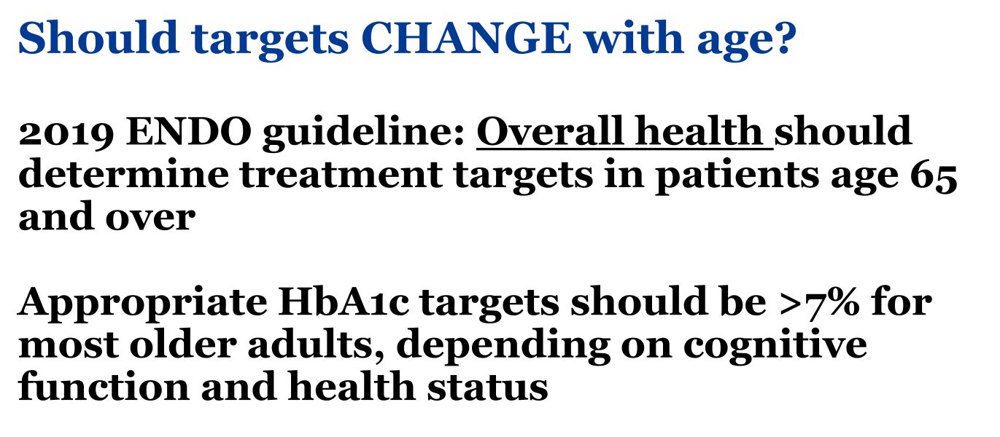 Should targets CHANGE with age?
2019 ENDO guideline: Overall health should
determine treatment targets in patients age 65
and over
Appropriate HbA1c targets should be >7% for
most older adults, depending on cognitive
function and health status